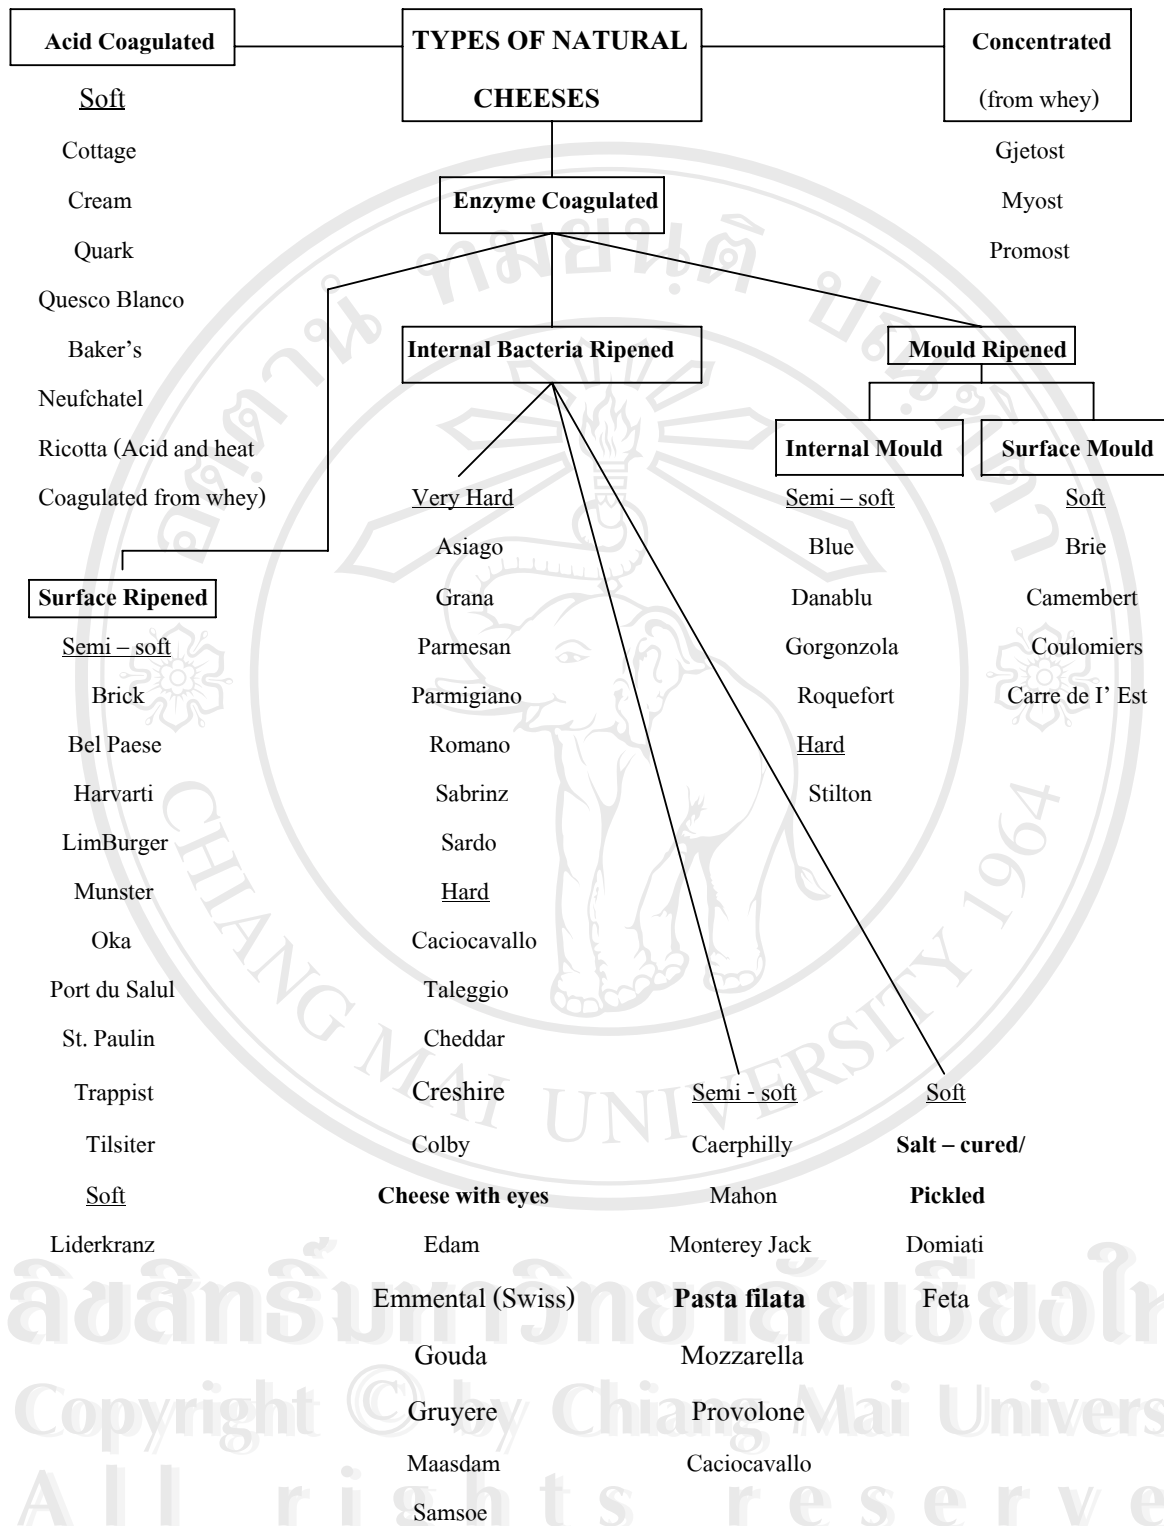 Acid Coagulated
TYPES OF NATURAL
CHEESES
Concentrated
(from whey)
Soft
Cottage
Cream
Quark
Quesco Blanco
Baker's
Neufchatel
Ricotta (Acid and heat
Coagulated from whey)
Gjetost
Myost
Promost
Enzyme Coagulated
Surface Ripened
Semi – soft
Brick
Bel Paese
Harvarti
LimBurger
Munster
Oka
Port du Salul
St. Paulin
Trappist
Tilsiter
Soft
Liderkranz
Internal Bacteria Ripened
Very Hard
Asiago
Grana
Parmesan
Parmigiano
Romano
Sabrinz
Sardo
Hard
Caciocavallo
Taleggio
Cheddar
Creshire
Colby
Cheese with eyes
Edam
Emmental (Swiss)
Gouda
Gruyere
Maasdam
Samsoe
Semi - soft
Caerphilly
Mahon
Monterey Jack
Pasta filata
Mozzarella
Provolone
Caciocavallo
Soft
Salt – cured/
Pickled
Domiati
Feta
Mould Ripened
Internal Mould
Semi – soft
Blue
Danablu
Gorgonzola
Roquefort
Hard
Stilton
Surface Mould
Soft
Brie
Camembert
Coulomiers
Carre de I' Est
CHIANG MAI UNIVERSITY 1964
Copyright © by Chiang Mai Univers
All rights reserve